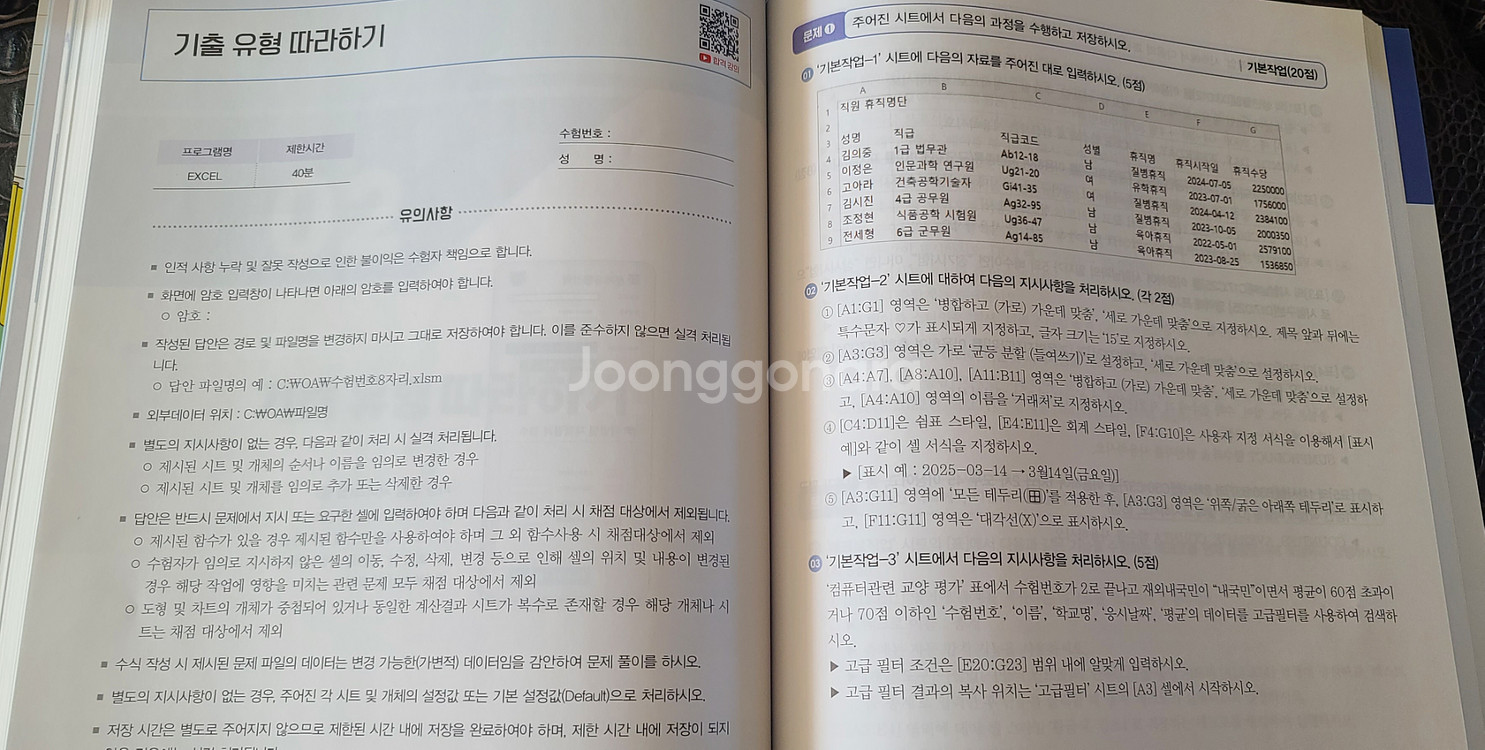 기출 유형 따라하기
합격 강의
프로그램명 제한시간
EXCEL 40분
수험번호 :
성 명 :
유의사항
■ 인적 사항 누락 및 잘못 작성으로 인한 불이익은 수험자 책임으로 합니다.
■ 화면에 암호 입력창이 나타나면 아래의 암호를 입력하여야 합니다.
○ 암호 :
■ 작성된 답안은 경로 및 파일명을 변경하지 마시고 그대로 저장하여야 합니다. 이를 준수하지 않으면 실격 처리됩
니다.
○ 답안 파일명의 예 : C:₩OA₩수험번호8자리.xlsm
■ 외부데이터 위치 : C:₩OA₩파일명
■ 별도의 지시사항이 없는 경우, 다음과 같이 처리 시 실격 처리됩니다.
○ 제시된 시트 및 개체의 순서나 이름을 임의로 변경한 경우
○ 제시된 시트 및 개체를 임의로 추가 또는 삭제한 경우
■ 답안은 반드시 문제에서 지시 또는 요구한 셀에 입력하여야 하며 다음과 같이 처리 시 채점 대상에서 제외됩니다.
○ 제시된 함수가 있을 경우 제시된 함수만을 사용하여야 하며 그 외 함수사용 시 채점대상에서 제외
○ 수험자가 임의로 지시하지 않은 셀의 이동, 수정, 삭제, 변경 등으로 인해 셀의 위치 및 내용이 변경된
경우 해당 작업에 영향을 미치는 관련 문제 모두 채점 대상에서 제외
○ 도형 및 차트의 개체가 중첩되어 있거나 동일한 계산결과 시트가 복수로 존재할 경우 해당 개체나 시
트는 채점 대상에서 제외
■ 수식 작성 시 제시된 문제 파일의 데이터는 변경 가능한(가변적) 데이터임을 감안하여 문제 풀이를 하시오.
■ 별도의 지시사항이 없는 경우, 주어진 각 시트 및 개체의 설정값 또는 기본 설정값(Default)으로 처리하시오.
■ 저장 시간은 별도로 주어지지 않으므로 제한된 시간 내에 저장을 완료하여야 하며, 제한 시간 내에 저장이 되지
문제 1 주어진 시트에서 다음의 과정을 수행하고 저장하시오. 기본작업(20점)
01 '기본작업-1' 시트에 다음의 자료를 주어진 대로 입력하시오. (5점)
A B C D E F G
1 직원 휴직명단
2
3 성명 직급 직급코드 성별 휴직명 휴직시작일 휴직수당
4 김의중 1급 법무관 Ab12-18 남 질병휴직 2024-07-05 2250000
5 이정은 인문과학 연구원 Ug21-20 여 유학휴직 2023-07-01 1756000
6 고아라 건축공학기술자 Gi41-35 여 질병휴직 2024-04-12 2384100
7 김시진 4급 공무원 Ag32-95 남 질병휴직 2023-10-05 2000350
8 조정현 식품공학 시험원 Ug36-47 남 육아휴직 2022-05-01 2579100
9 전세형 6급 군무원 Ag14-85 남 육아휴직 2023-08-25 1536850
02 '기본작업-2' 시트에 대하여 다음의 지시사항을 처리하시오. (각 2점)
① [A1:G1] 영역은 '병합하고 (가로) 가운데 맞춤', '세로 가운데 맞춤'으로 지정하시오. 제목 앞과 뒤에는
특수문자 ♡가 표시되게 지정하고, 글자 크기는 '15'로 지정하시오.
② [A3:G3] 영역은 가로 '균등 분할 (들여쓰기)'로 설정하고, '세로 가운데 맞춤'으로 설정하시오.
③ [A4:A7], [A8:A10], [A11:B11] 영역은 '병합하고 (가로) 가운데 맞춤', '세로 가운데 맞춤'으로 설정하
고, [A4:A10] 영역의 이름을 '거래처'로 지정하시오.
④ [C4:D11]은 쉼표 스타일, [E4:E11]은 회계 스타일, [F4:G10]은 사용자 지정 서식을 이용해서 [표시
예]와 같이 셀 서식을 지정하시오.
▶ [표시 예 : 2025-03-14 → 3월14일(금요일)]
⑤ [A3:G11] 영역에 '모든 테두리(田)'를 적용한 후, [A3:G3] 영역은 '위쪽/굵은 아래쪽 테두리'로 표시하
고, [F11:G11] 영역은 '대각선(X)'으로 표시하시오.
03 '기본작업-3' 시트에서 다음의 지시사항을 처리하시오. (5점)
'컴퓨터관련 교양 평가' 표에서 수험번호가 2로 끝나고 재외내국민이 "내국민"이면서 평균이 60점 초과이
거나 70점 이하인 '수험번호', '이름', '학교명', '응시날짜', '평균'의 데이터를 고급필터를 사용하여 검색하
시오.
▶ 고급 필터 조건은 [E20:G23] 범위 내에 알맞게 입력하시오.
▶ 고급 필터 결과의 복사 위치는 '고급필터' 시트의 [A3] 셀에서 시작하시오.